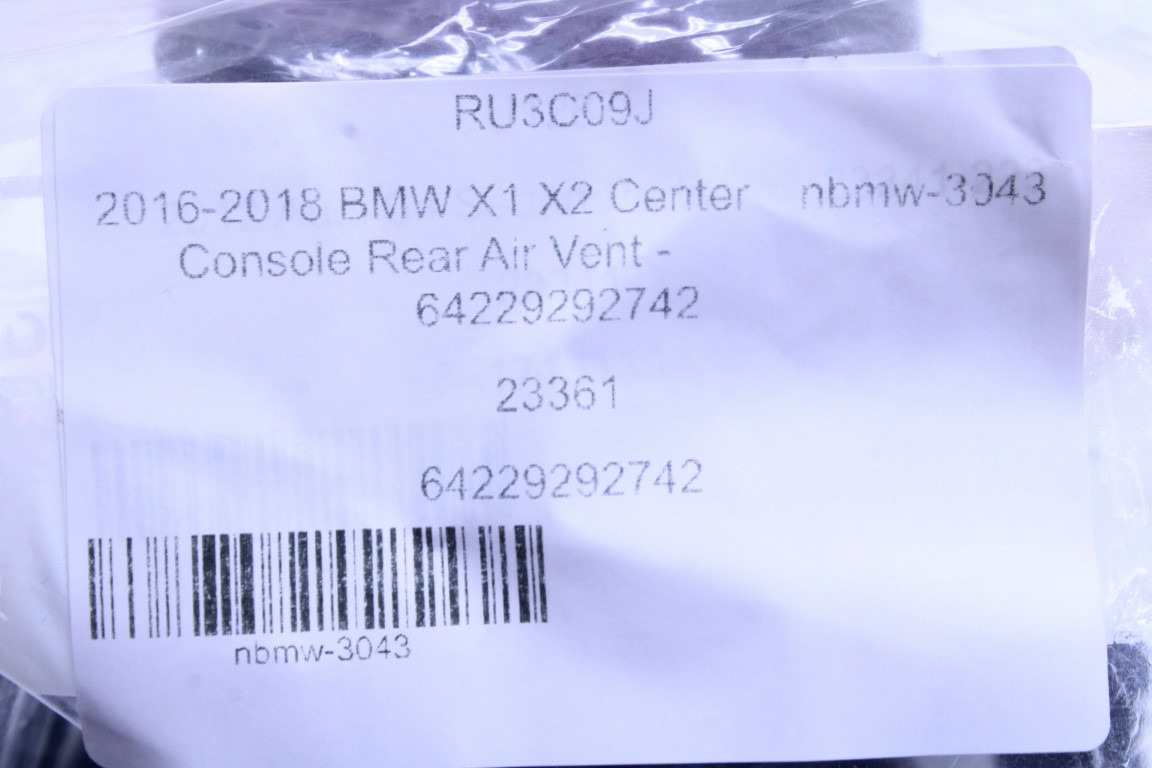 RU3C09J
2016-2018 BMW X1 X2 Center nbmw-3043
Console Rear Air Vent -
64229292742
23361
64229292742
nbmw-3043